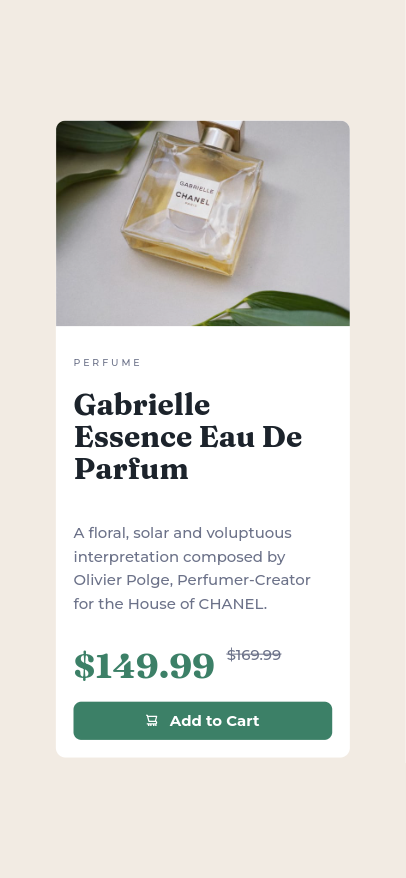 GABRIELLE
CHANEL
PARIS
PERFUME
Gabrielle
Essence Eau De
Parfum
A floral, solar and voluptuous
interpretation composed by
Olivier Polge, Perfumer-Creator
for the House of CHANEL.
$149.99 $169.99
Add to Cart